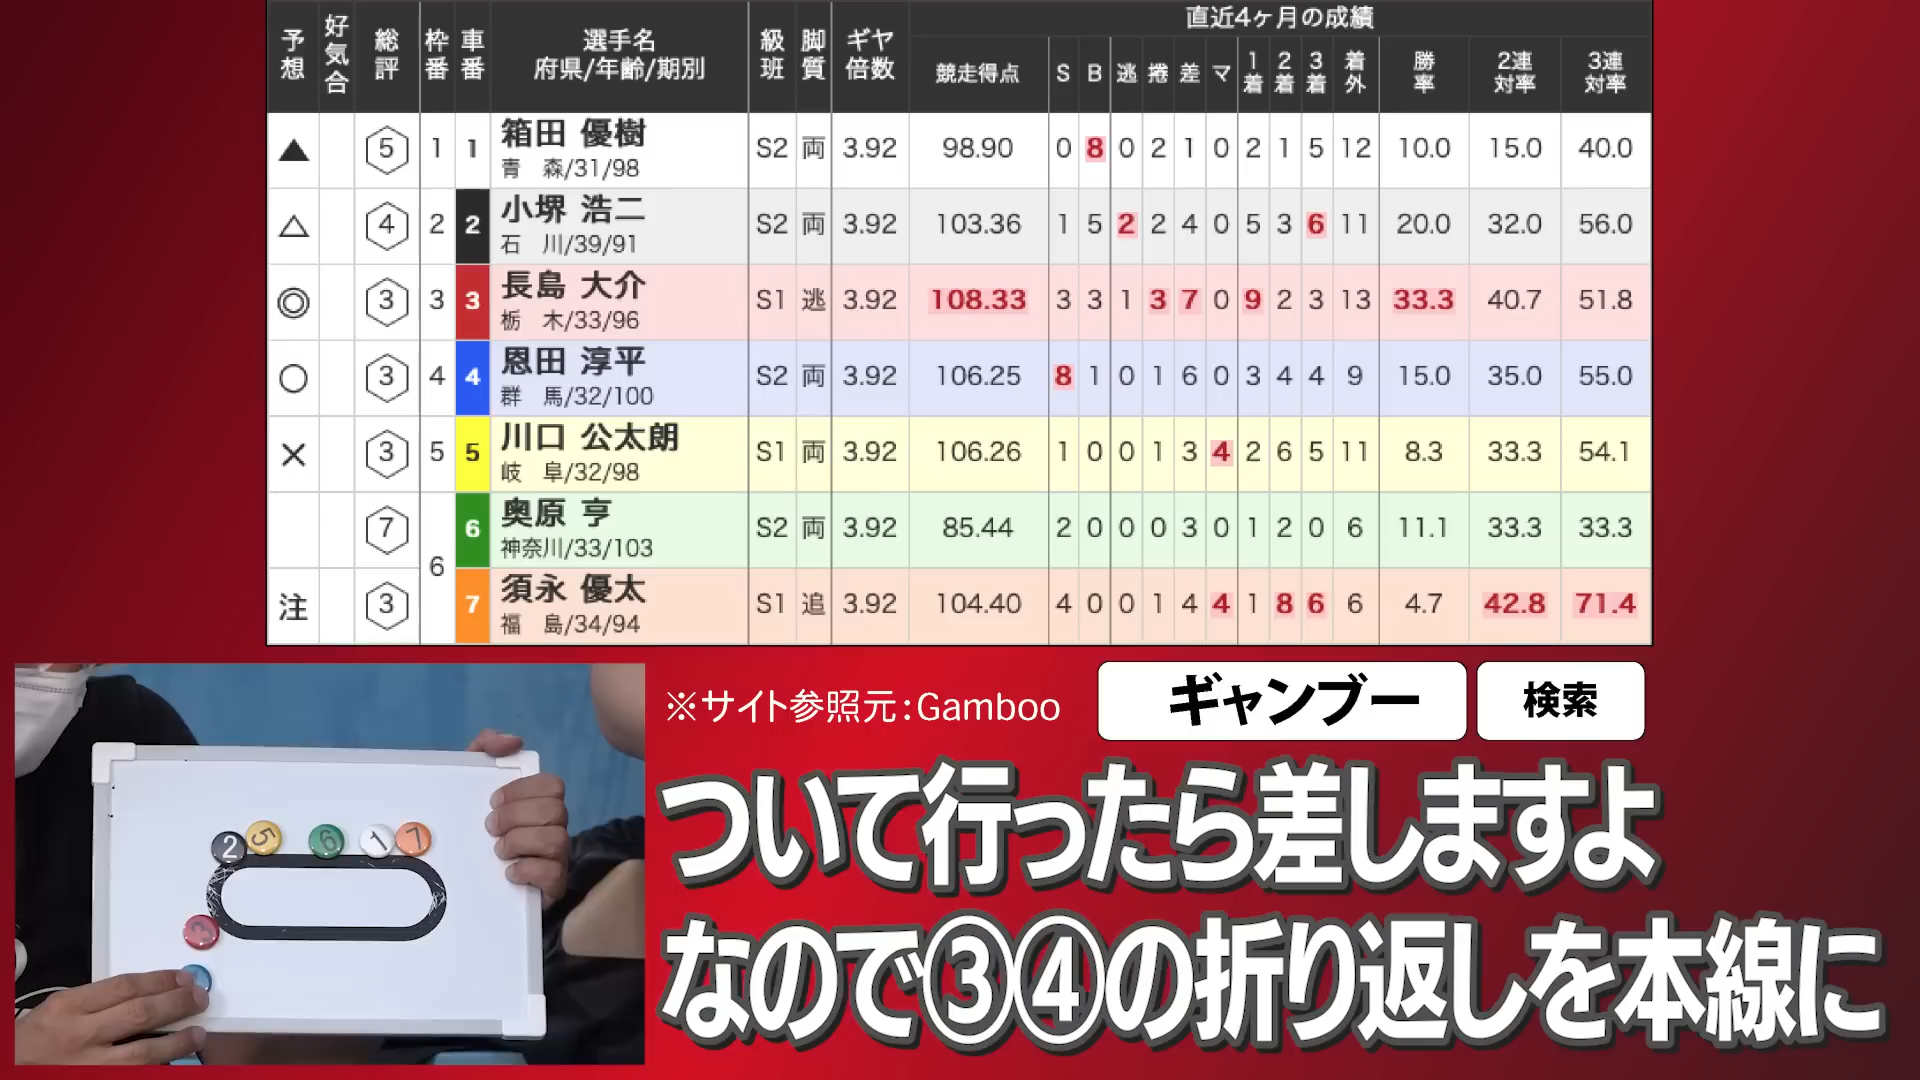 直近4ヶ月の成績
予想 好気合 総評 枠番 車番 選手名 府県/年齢/期別 級班 脚質 ギヤ倍数 競走得点 S B 逃 捲 差 マ 1着 2着 3着 着外 勝率 2連対率 3連対率
▲ 5 1 1 箱田 優樹 S2 両 3.92 98.90 0 8 0 2 1 0 2 1 5 12 10.0 15.0 40.0
青 森/31/98
△ 4 2 2 小堺 浩二 S2 両 3.92 103.36 1 5 2 2 4 0 5 3 6 11 20.0 32.0 56.0
石 川/39/91
◎ 3 3 3 長島 大介 S1 逃 3.92 108.33 3 3 1 3 7 0 9 2 3 13 33.3 40.7 51.8
栃 木/33/96
○ 3 4 4 恩田 淳平 S2 両 3.92 106.25 8 1 0 1 6 0 3 4 4 9 15.0 35.0 55.0
群 馬/32/100
× 3 5 5 川口 公太朗 S1 両 3.92 106.26 1 0 0 1 3 4 2 6 5 11 8.3 33.3 54.1
岐 阜/32/98
7 6 6 奥原 亨 S2 両 3.92 85.44 2 0 0 0 3 0 1 2 0 6 11.1 33.3 33.3
神奈川/33/103
注 3 7 須永 優太 S1 追 3.92 104.40 4 0 0 1 4 4 1 8 6 6 4.7 42.8 71.4
福 島/34/94
※サイト参照元：Gamboo ギャンブー 検索
ついて行ったら差しますよ
なので③④の折り返しを本線に
2 5 6 1 7
3